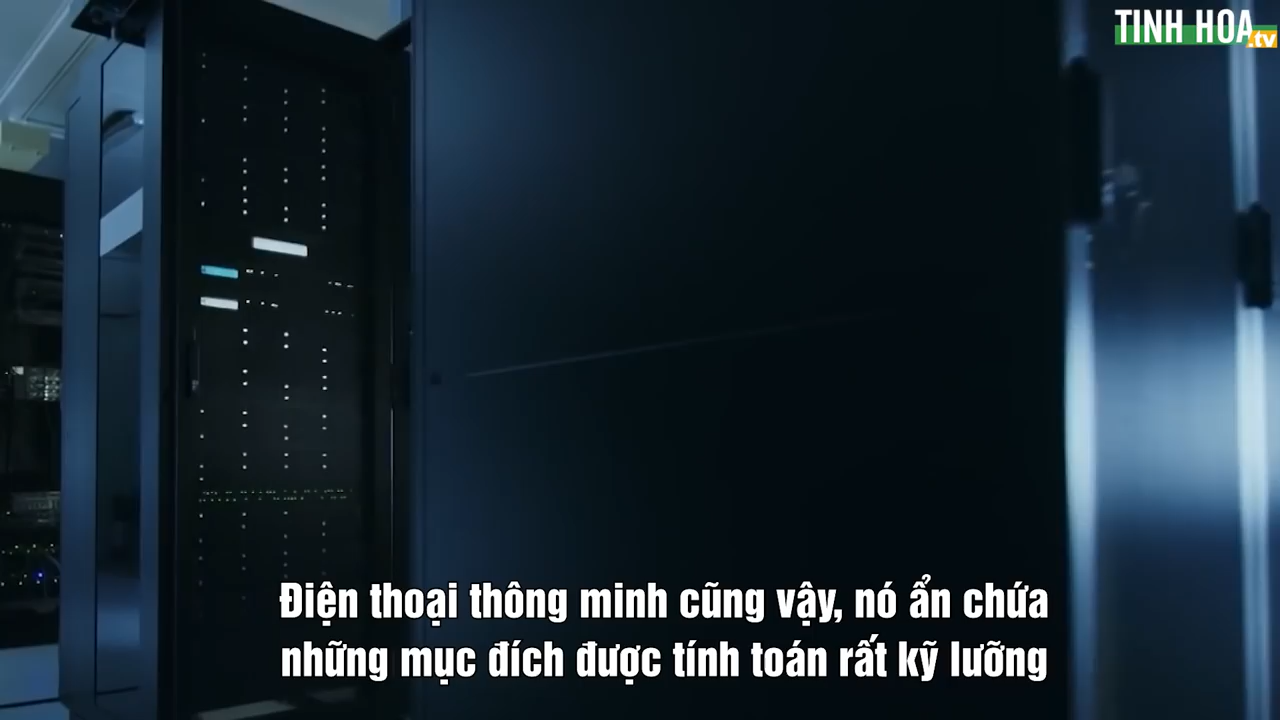 TINH HOA
.tv
Điện thoại thông minh cũng vậy, nó ẩn chứa
những mục đích được tính toán rất kỹ lưỡng